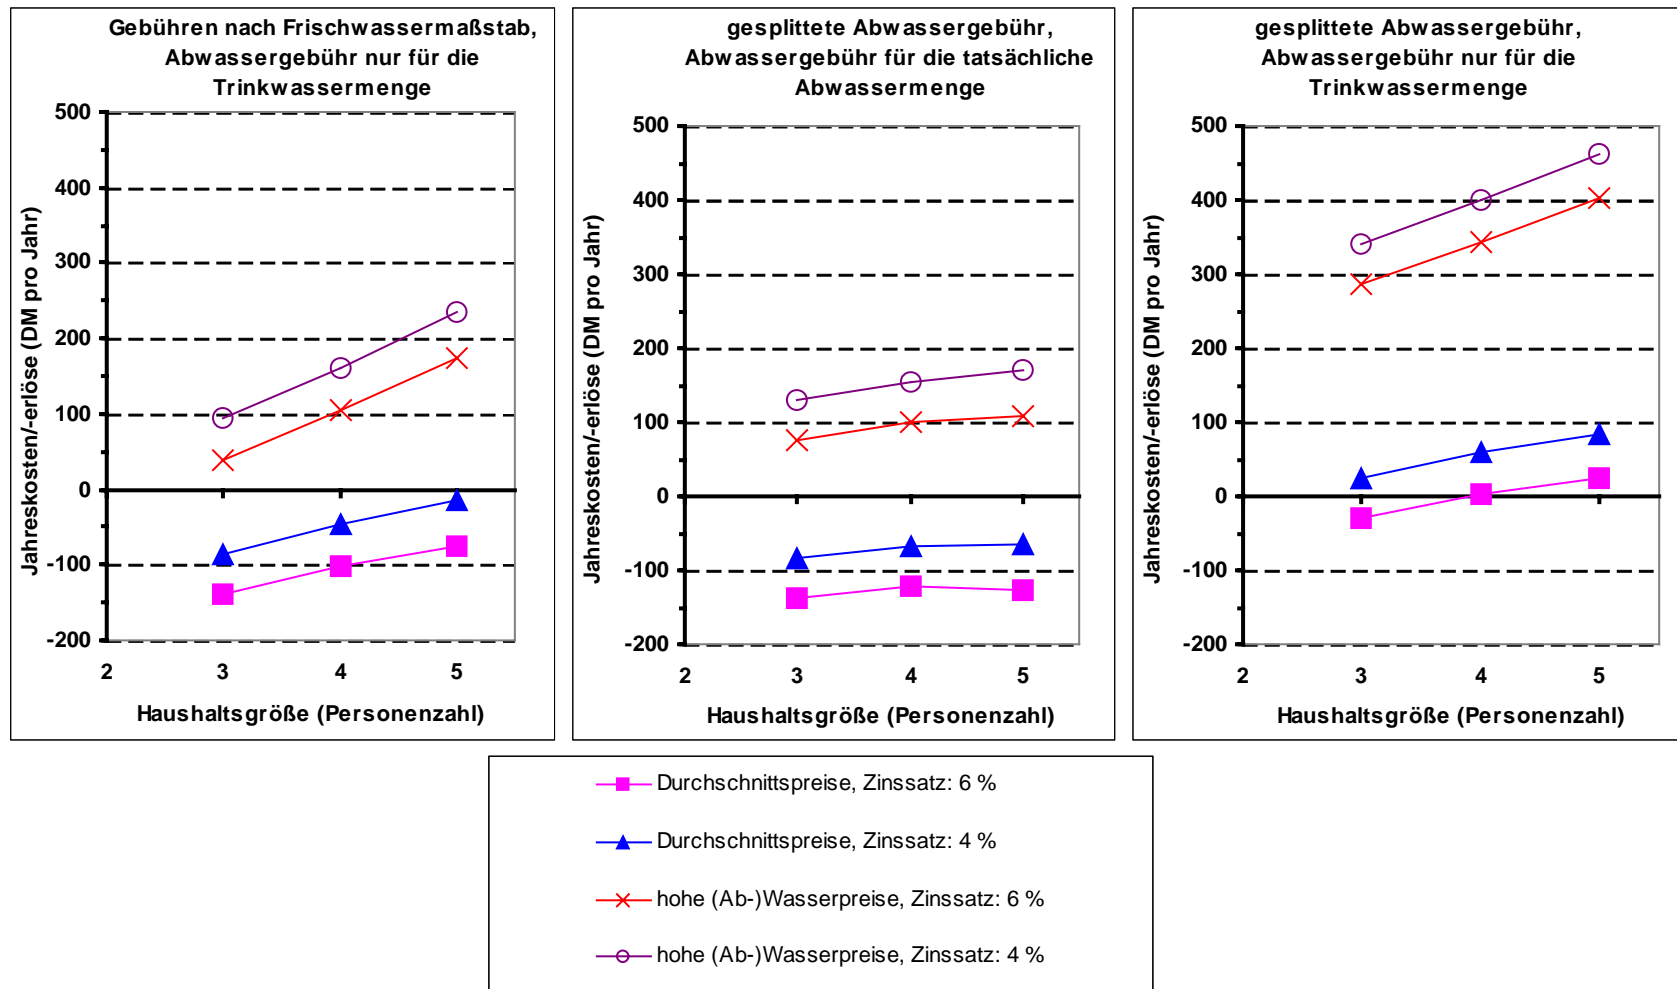 Gebühren nach Frischwassermaßstab,
Abwassergebühr nur für die
Trinkwassermenge
500
400
300
200
100
0
-100
-200
2 3 4 5
Jahreskosten/-erlöse (DM pro Jahr)
Haushaltsgröße (Personenzahl)
gesplittete Abwassergebühr,
Abwassergebühr für die tatsächliche
Abwassermenge
500
400
300
200
100
0
-100
-200
2 3 4 5
Jahreskosten/-erlöse (DM pro Jahr)
Haushaltsgröße (Personenzahl)
gesplittete Abwassergebühr,
Abwassergebühr nur für die
Trinkwassermenge
500
400
300
200
100
0
-100
-200
2 3 4 5
Jahreskosten/-erlöse (DM pro Jahr)
Haushaltsgröße (Personenzahl)
Durchschnittspreise, Zinssatz: 6 %
Durchschnittspreise, Zinssatz: 4 %
hohe (Ab-)Wasserpreise, Zinssatz: 6 %
hohe (Ab-)Wasserpreise, Zinssatz: 4 %